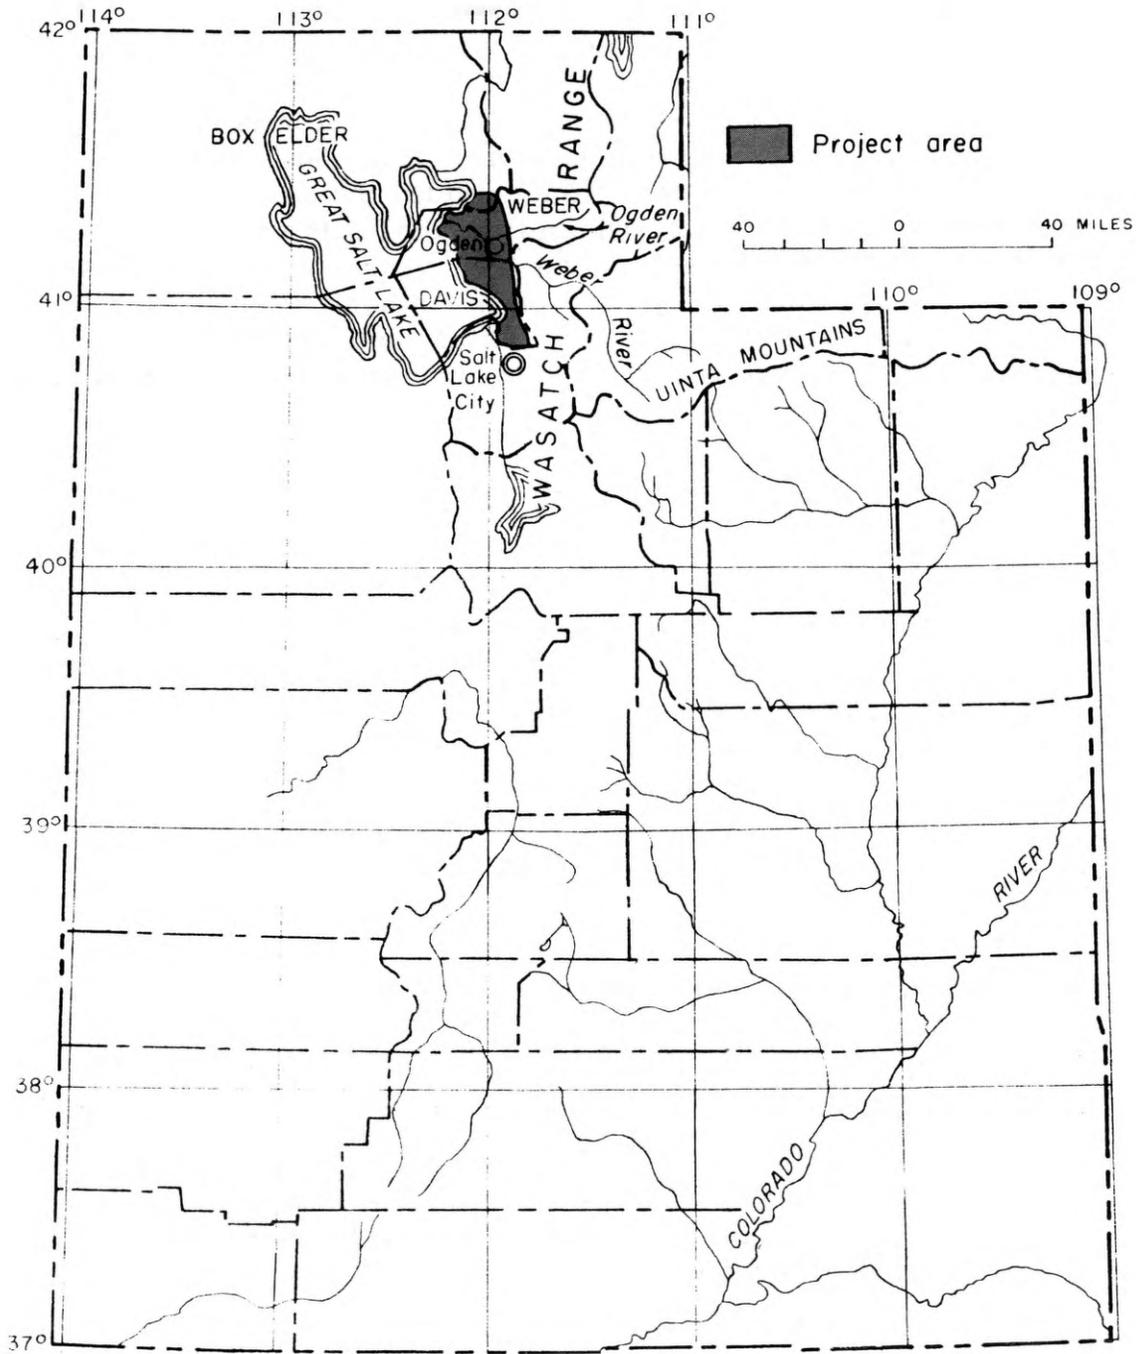 114° 113° 112° 111°
42°
RANGE
BOX ELDER
Project area
GREAT SALT LAKE
WEBER
Ogden
River
40 0 40 MILES
Ogden
Weber
River
DAVIS
41°
110° 109°
Salt
Lake
City
UINTA MOUNTAINS
WASATCH
40°
39°
RIVER
38°
COLORADO
37°